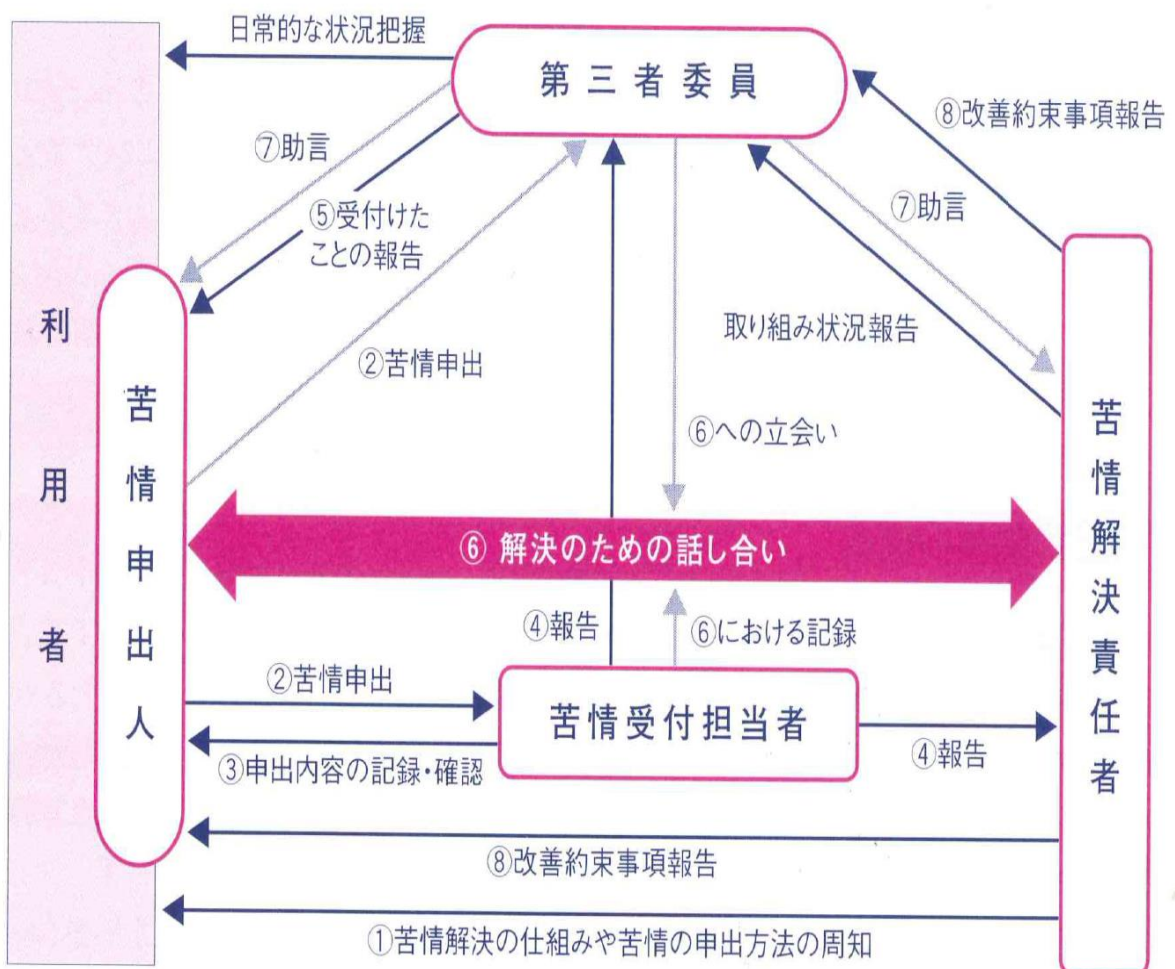 日常的な状況把握
第三者委員
⑧改善約束事項報告
⑦助言
⑤受付けた
ことの報告
⑦助言
取り組み状況報告
利用者
苦情申出人
②苦情申出
⑥への立会い
苦情解決責任者
⑥ 解決のための話し合い
④報告
⑥における記録
②苦情申出
苦情受付担当者
④報告
③申出内容の記録・確認
⑧改善約束事項報告
①苦情解決の仕組みや苦情の申出方法の周知